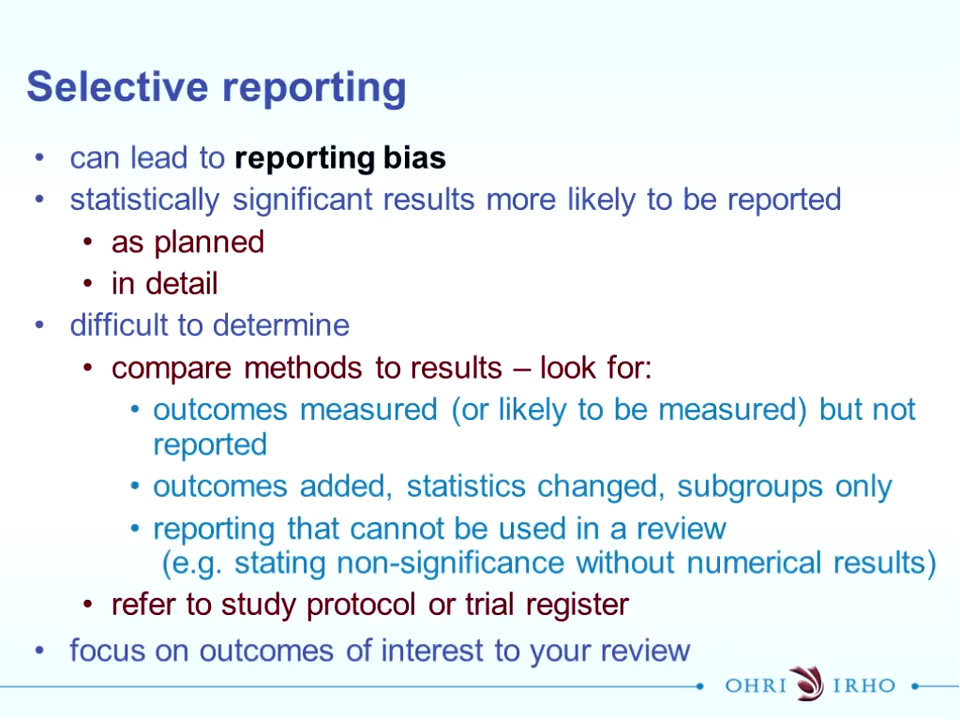 Selective reporting
• can lead to reporting bias
• statistically significant results more likely to be reported
• as planned
• in detail
• difficult to determine
• compare methods to results – look for:
• outcomes measured (or likely to be measured) but not
reported
• outcomes added, statistics changed, subgroups only
• reporting that cannot be used in a review
(e.g. stating non-significance without numerical results)
• refer to study protocol or trial register
• focus on outcomes of interest to your review
OHRI IRHO